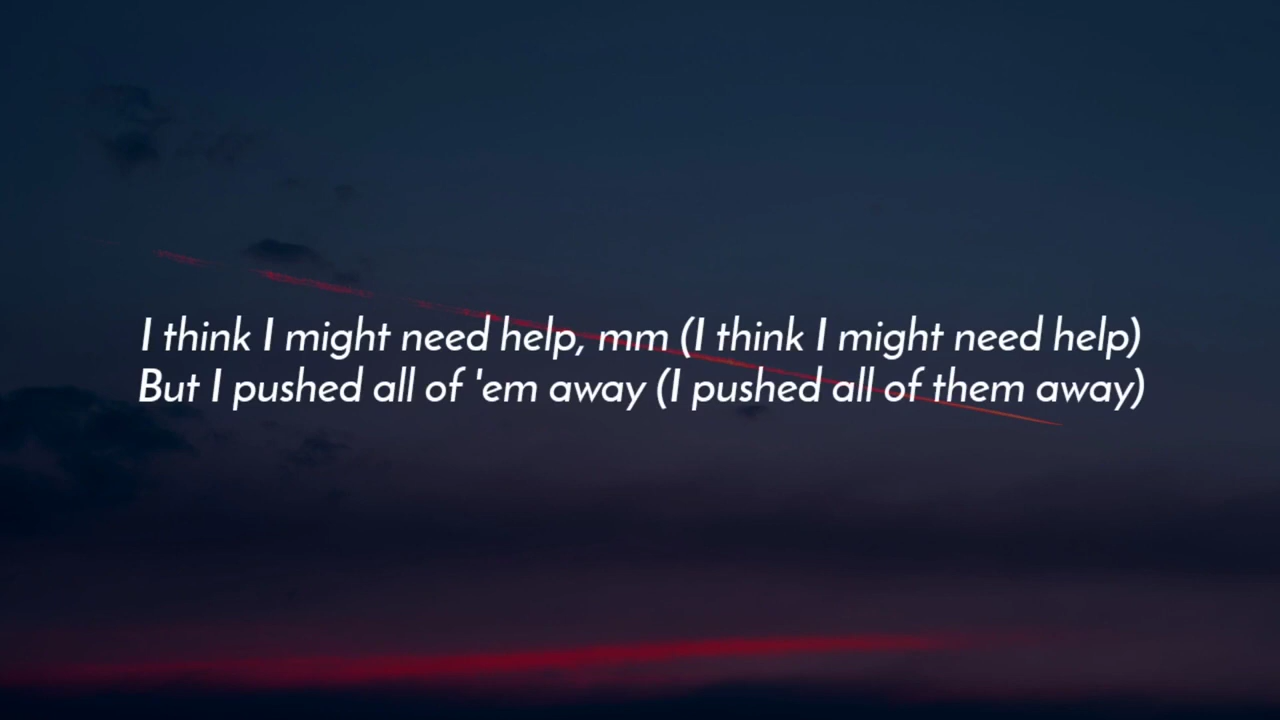 I think I might need help, mm (I think I might need help)
But I pushed all of 'em away (I pushed all of them away)